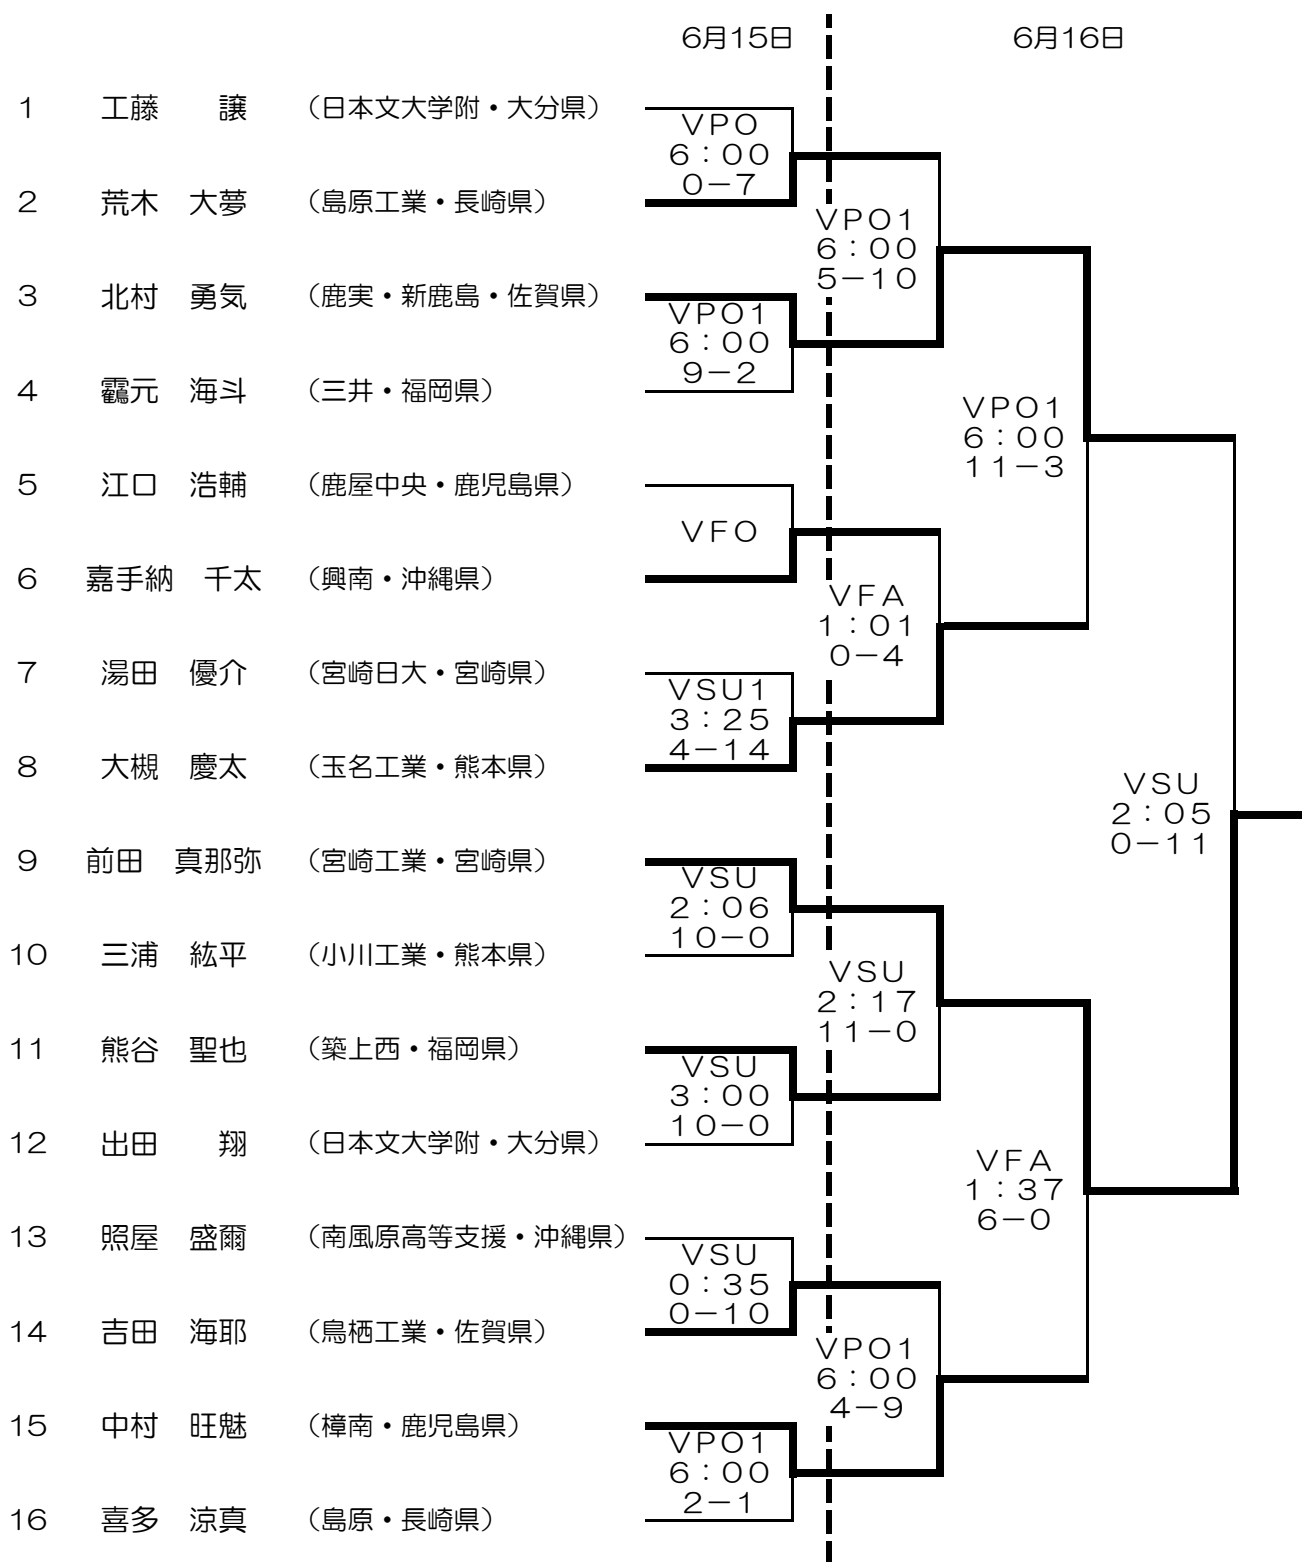 6月15日　6月16日
1　工藤　　譲　（日本文大学附・大分県）
VPO
6：00
0－7
2　荒木　大夢　（島原工業・長崎県）
VPO1
6：00
5－10
3　北村　勇気　（鹿実・新鹿島・佐賀県）
VPO1
6：00
9－2
4　靏元　海斗　（三井・福岡県）
VPO1
6：00
11－3
5　江口　浩輔　（鹿屋中央・鹿児島県）
VFO
6　嘉手納　千太　（興南・沖縄県）
VFA
1：01
0－4
7　湯田　優介　（宮崎日大・宮崎県）
VSU1
3：25
4－14
8　大槻　慶太　（玉名工業・熊本県）
VSU
2：05
0－11
9　前田　真那弥　（宮崎工業・宮崎県）
VSU
2：06
10－0
10　三浦　紘平　（小川工業・熊本県）
VSU
2：17
11－0
11　熊谷　聖也　（築上西・福岡県）
VSU
3：00
10－0
12　出田　　翔　（日本文大学附・大分県）
VFA
1：37
6－0
13　照屋　盛爾　（南風原高等支援・沖縄県）
VSU
0：35
0－10
14　吉田　海耶　（鳥栖工業・佐賀県）
VPO1
6：00
4－9
15　中村　旺魅　（樟南・鹿児島県）
VPO1
6：00
2－1
16　喜多　涼真　（島原・長崎県）